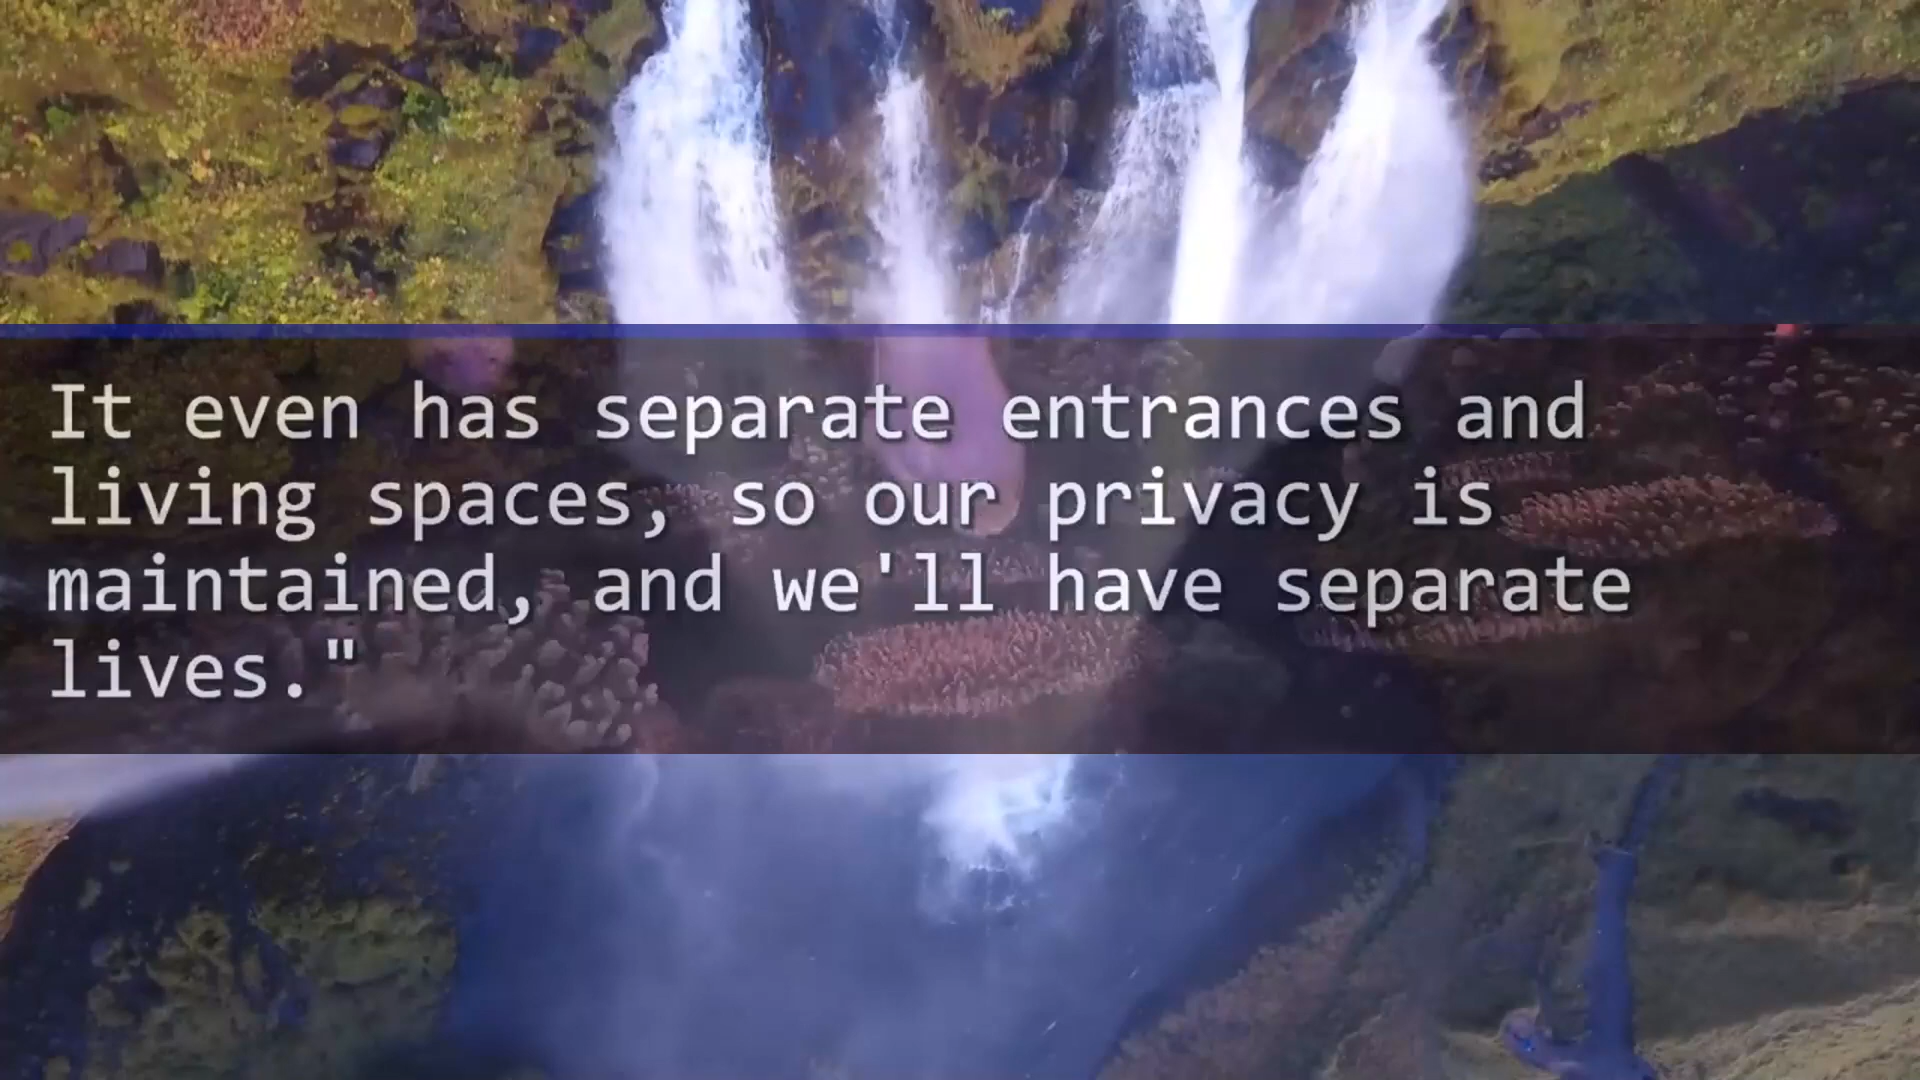 It even has separate entrances and
living spaces, so our privacy is
maintained, and we'll have separate
lives."